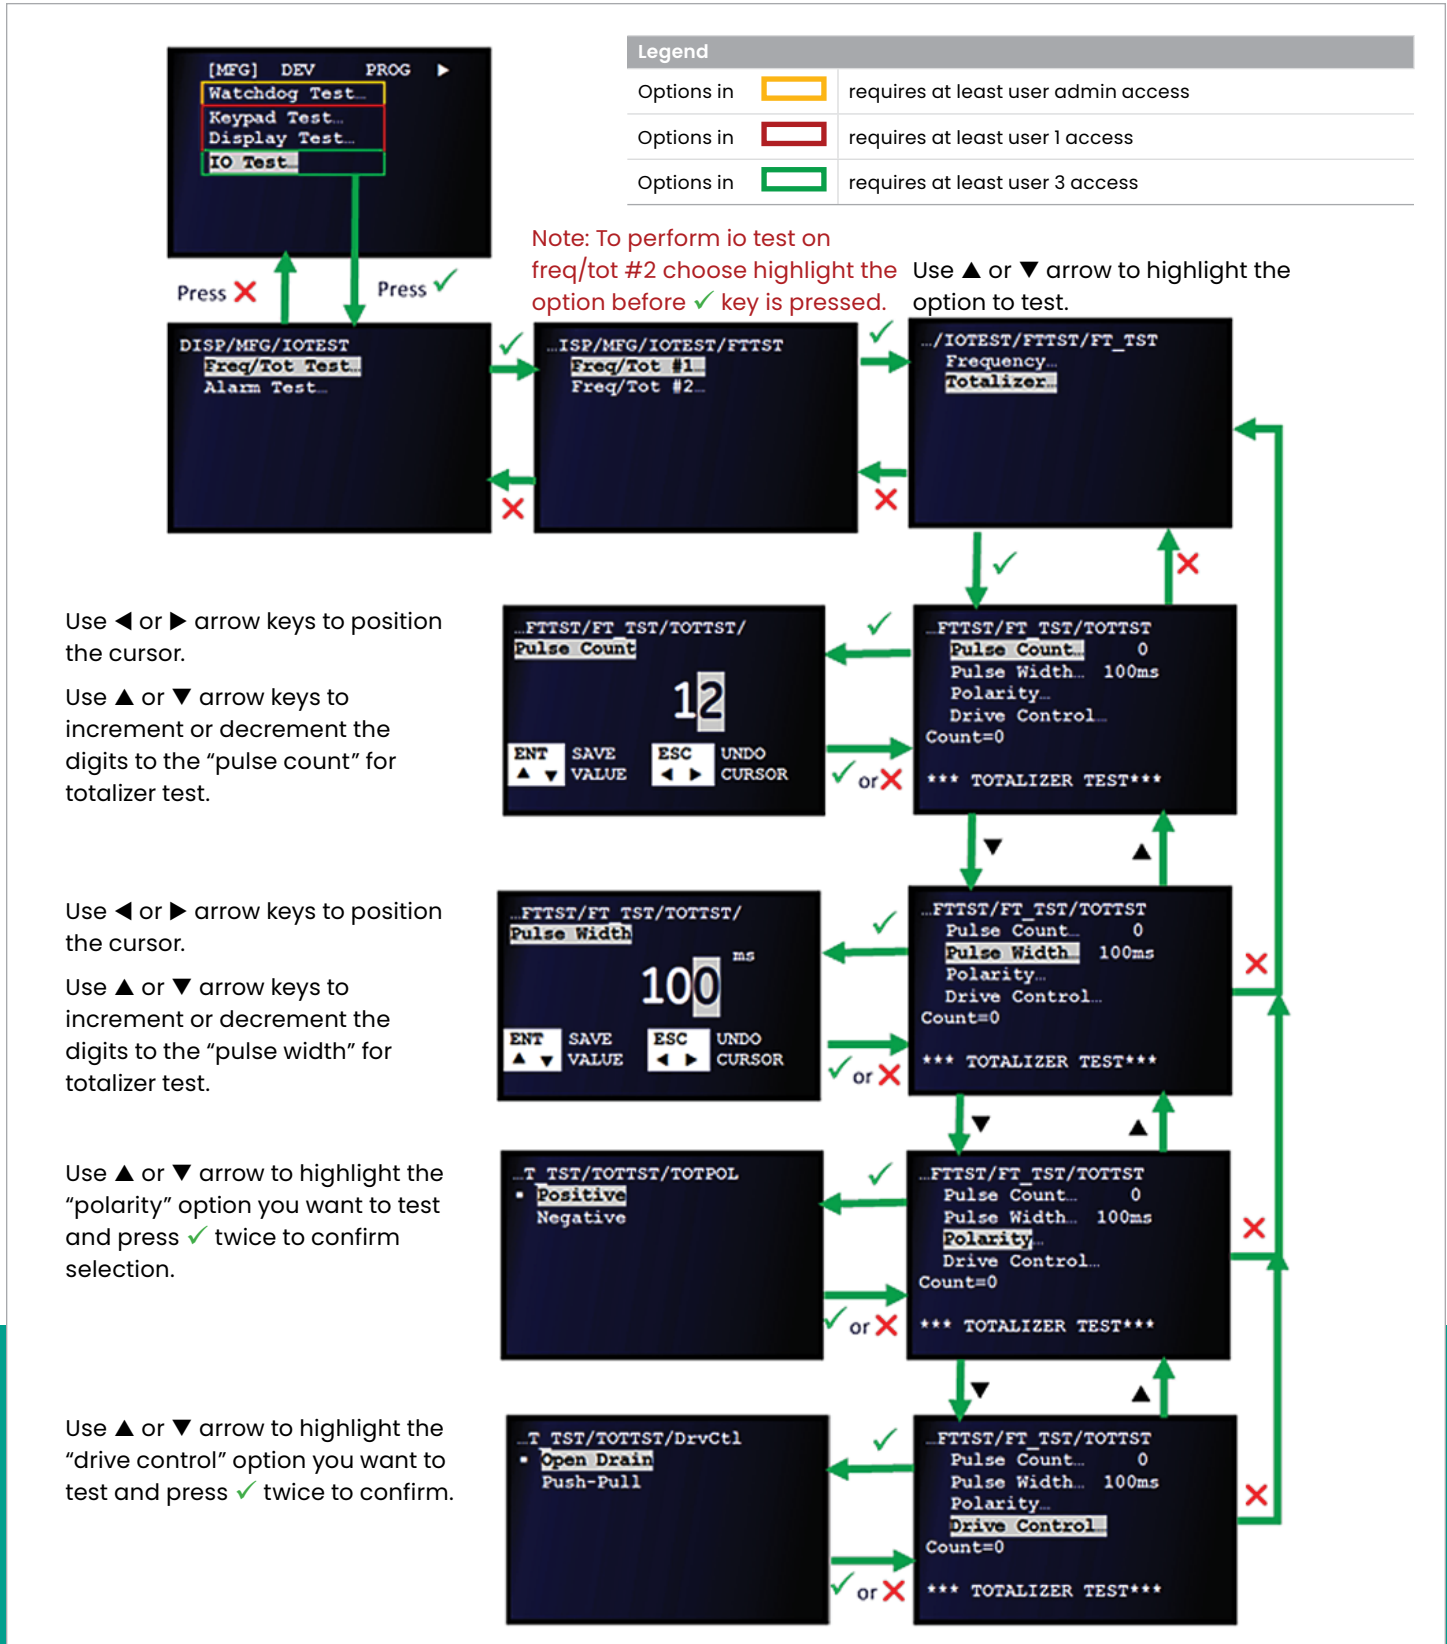 [MFG] DEV PROG ▶
Watchdog Test…
Keypad Test…
Display Test…
IO Test…
Legend
Options in requires at least user admin access
Options in requires at least user 1 access
Options in requires at least user 3 access
Press ✕
Press ✓
Note: To perform io test on
freq/tot #2 choose highlight the
option before ✓ key is pressed.
Use ▲ or ▼ arrow to highlight the
option to test.
DISP/MFG/IOTEST
Freq/Tot Test…
Alarm Test…
…ISP/MFG/IOTEST/FTTST
Freq/Tot #1…
Freq/Tot #2…
…/IOTEST/FTTST/FT_TST
Frequency…
Totalizer…
Use ◀ or ▶ arrow keys to position
the cursor.
Use ▲ or ▼ arrow keys to
increment or decrement the
digits to the “pulse count” for
totalizer test.
…FTTST/FT_TST/TOTTST/
Pulse Count
12
ENT SAVE ESC UNDO
▲ ▼ VALUE ◀ ▶ CURSOR
✓ or ✕
…FTTST/FT_TST/TOTTST
Pulse Count… 0
Pulse Width… 100ms
Polarity…
Drive Control…
Count=0
*** TOTALIZER TEST***
Use ◀ or ▶ arrow keys to position
the cursor.
Use ▲ or ▼ arrow keys to
increment or decrement the
digits to the “pulse width” for
totalizer test.
…FTTST/FT_TST/TOTTST/
Pulse Width
100 ms
ENT SAVE ESC UNDO
▲ ▼ VALUE ◀ ▶ CURSOR
✓ or ✕
…FTTST/FT_TST/TOTTST
Pulse Count… 0
Pulse Width… 100ms
Polarity…
Drive Control…
Count=0
*** TOTALIZER TEST***
Use ▲ or ▼ arrow to highlight the
“polarity” option you want to test
and press ✓ twice to confirm
selection.
…T_TST/TOTTST/TOTPOL
▪ Positive
Negative
✓ or ✕
…FTTST/FT_TST/TOTTST
Pulse Count… 0
Pulse Width… 100ms
Polarity…
Drive Control…
Count=0
*** TOTALIZER TEST***
Use ▲ or ▼ arrow to highlight the
“drive control” option you want to
test and press ✓ twice to confirm.
…T_TST/TOTTST/DrvCtl
▪ Open Drain
Push-Pull
✓ or ✕
…FTTST/FT_TST/TOTTST
Pulse Count… 0
Pulse Width… 100ms
Polarity…
Drive Control…
Count=0
*** TOTALIZER TEST***